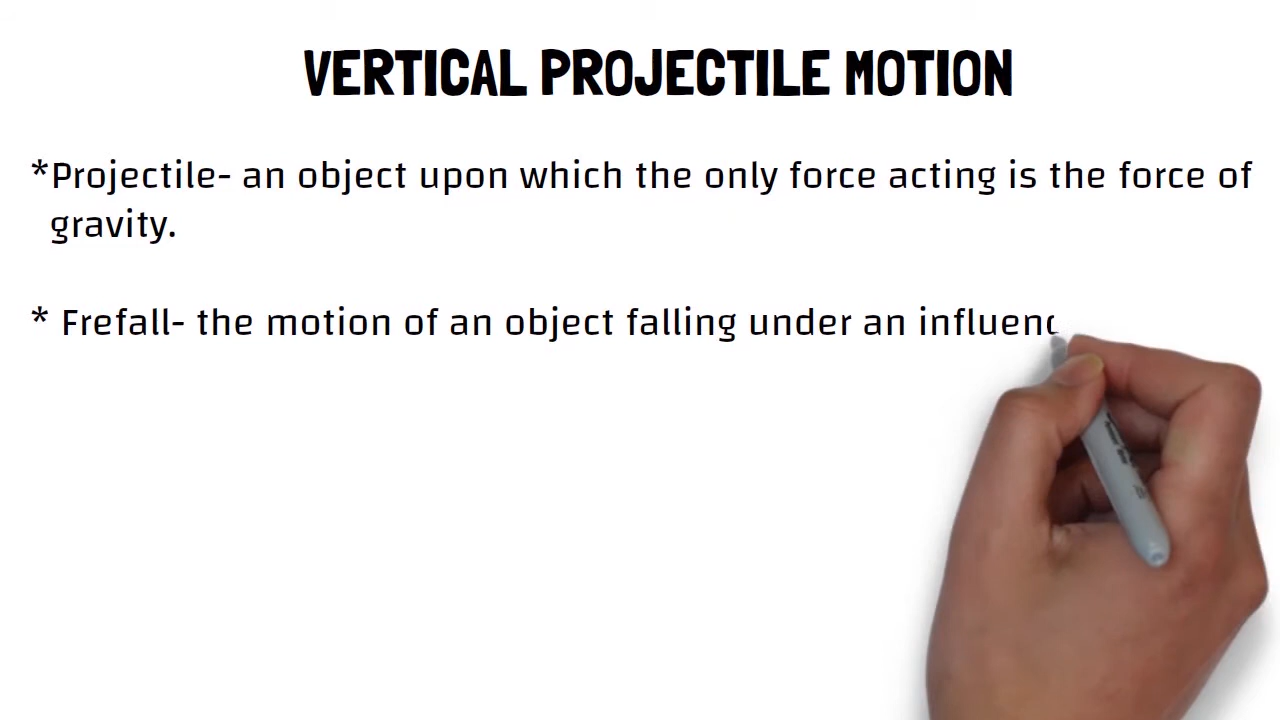 VERTICAL PROJECTILE MOTION
*Projectile- an object upon which the only force acting is the force of
gravity.
* Frefall- the motion of an object falling under an influenc